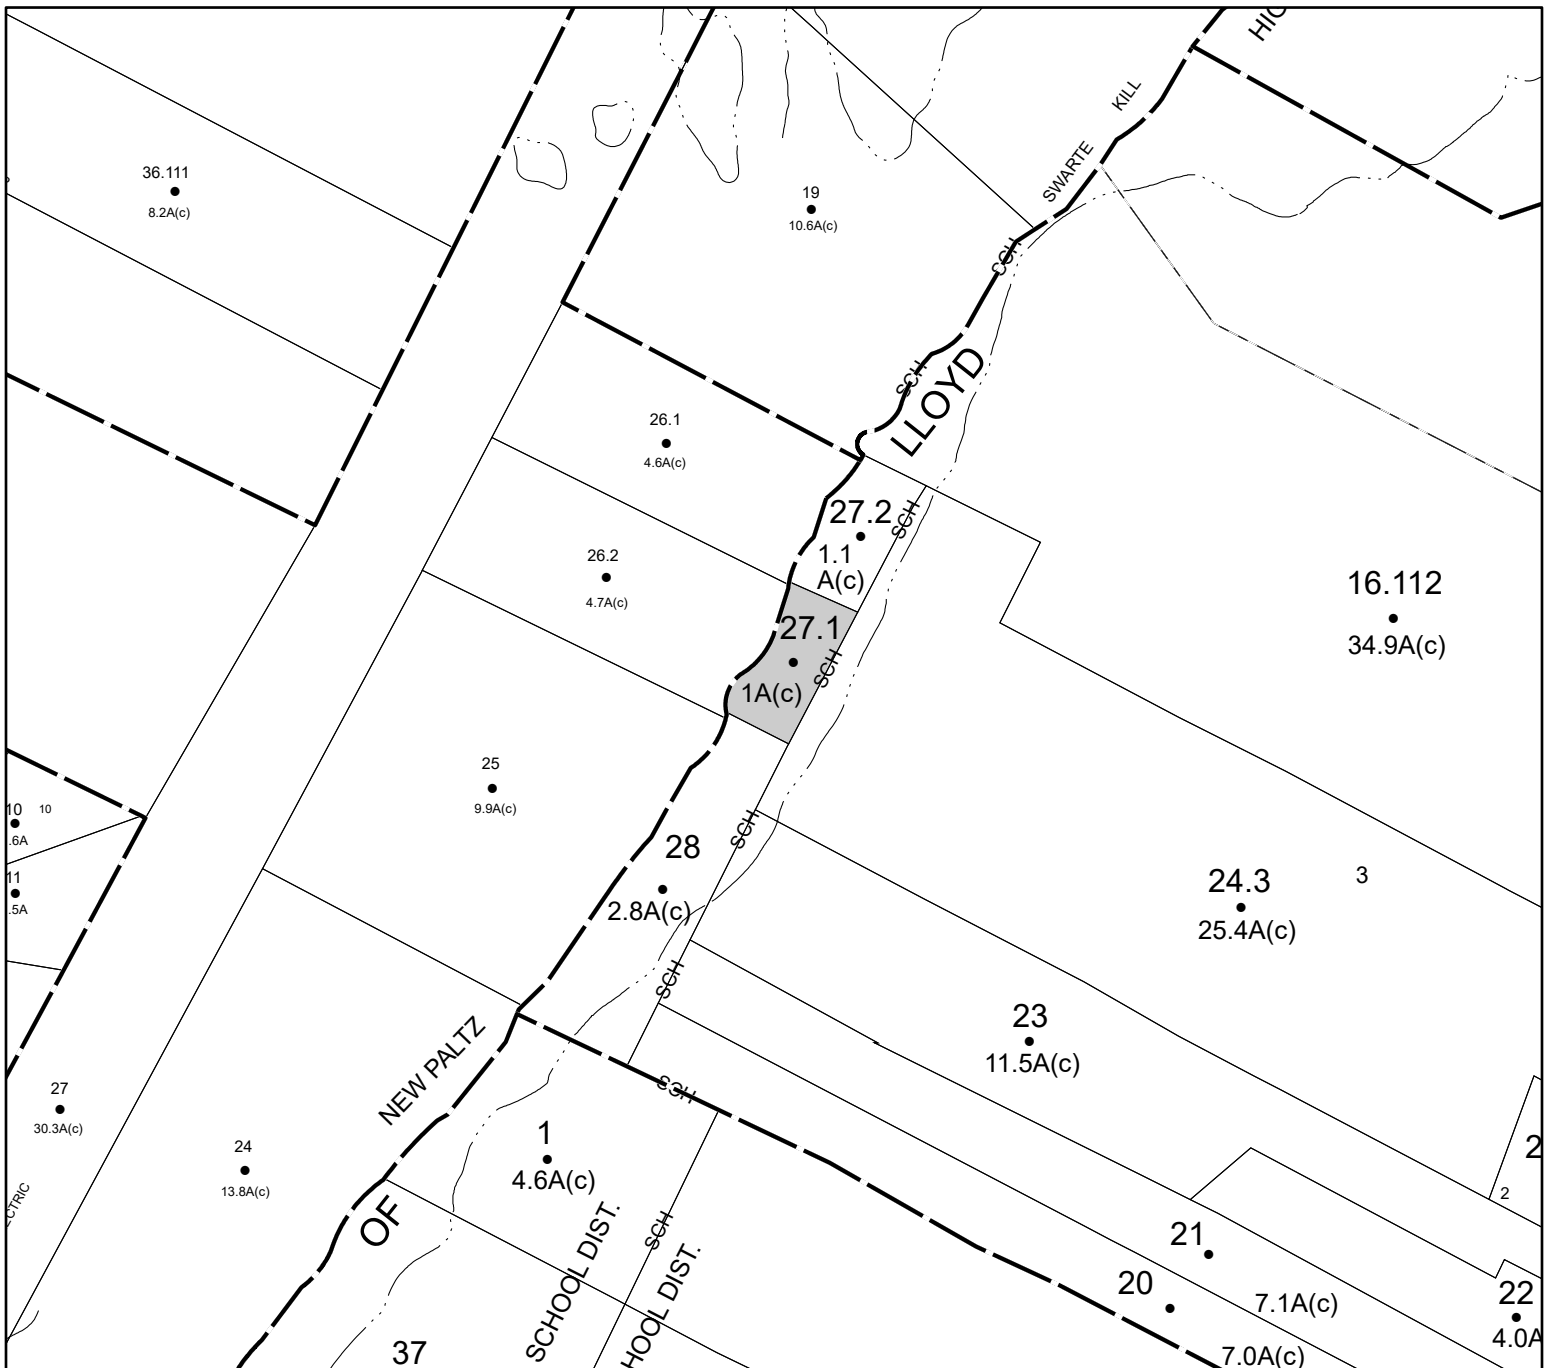 HIG
KILL
SWARTE
36.111
8.2A(c)
19
10.6A(c)
SCH
LLOYD
SCH
26.1
4.6A(c)
27.2
1.1
A(c)
SCH
26.2
4.7A(c)
16.112
34.9A(c)
27.1
1A(c)
SCH
25
9.9A(c)
10
10
.6A
11
.5A
28
2.8A(c)
SCH
24.3
25.4A(c)
3
SCH
23
11.5A(c)
NEW PALTZ
SCH
27
30.3A(c)
24
13.8A(c)
1
4.6A(c)
OF
ECTRIC
SCHOOL DIST.
SCH
HOOL DIST.
2
2
21
7.1A(c)
20
7.0A(c)
22
4.0A
37